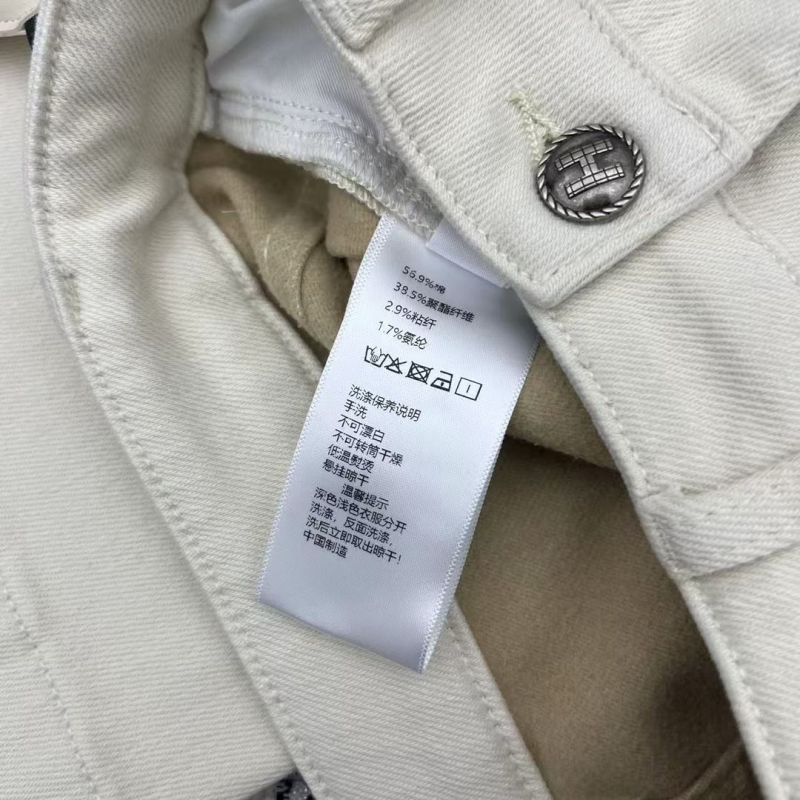 56.9%棉
38.5%聚酯纤维
2.9%粘纤
1.7%氨纶
洗涤保养说明
手洗
不可漂白
不可转筒干燥
低温熨烫
悬挂晾干
温馨提示
深色浅色衣服分开
洗涤，反面洗涤，
洗后立即取出晾干！
中国制造
H